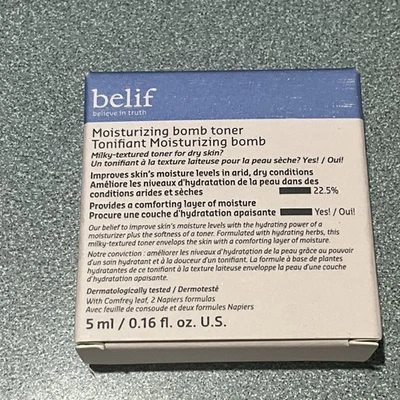 belif
believe in truth
Moisturizing bomb toner
Tonifiant Moisturizing bomb
Milky-textured toner for dry skin?
Un tonifiant à la texture laiteuse pour la peau sèche? Yes! / Oui!
Improves skin's moisture levels in arid, dry conditions
Améliore les niveaux d'hydratation de la peau dans des
conditions arides et sèches 22.5%
Provides a comforting layer of moisture
Procure une couche d'hydratation apaisante Yes! / Oui!
Our belief to improve skin's moisture levels with the hydrating power of a
moisturizer plus the softness of a toner. Formulated with hydrating herbs, this
milky-textured toner envelops the skin with a comforting layer of moisture.
Notre conviction : améliorer les niveaux d'hydratation de la peau grâce au pouvoir
d'un soin hydratant et à la douceur d'un tonifiant. La formule à base de plantes
hydratantes de ce tonifiant à la texture laiteuse enveloppe la peau d'une couche
d'hydratation apaisante.
Dermatologically tested / Dermotesté
With Comfrey leaf, 2 Napiers formulas
Avec feuille de consoude et deux formules Napiers
5 ml / 0.16 fl. oz. U.S.